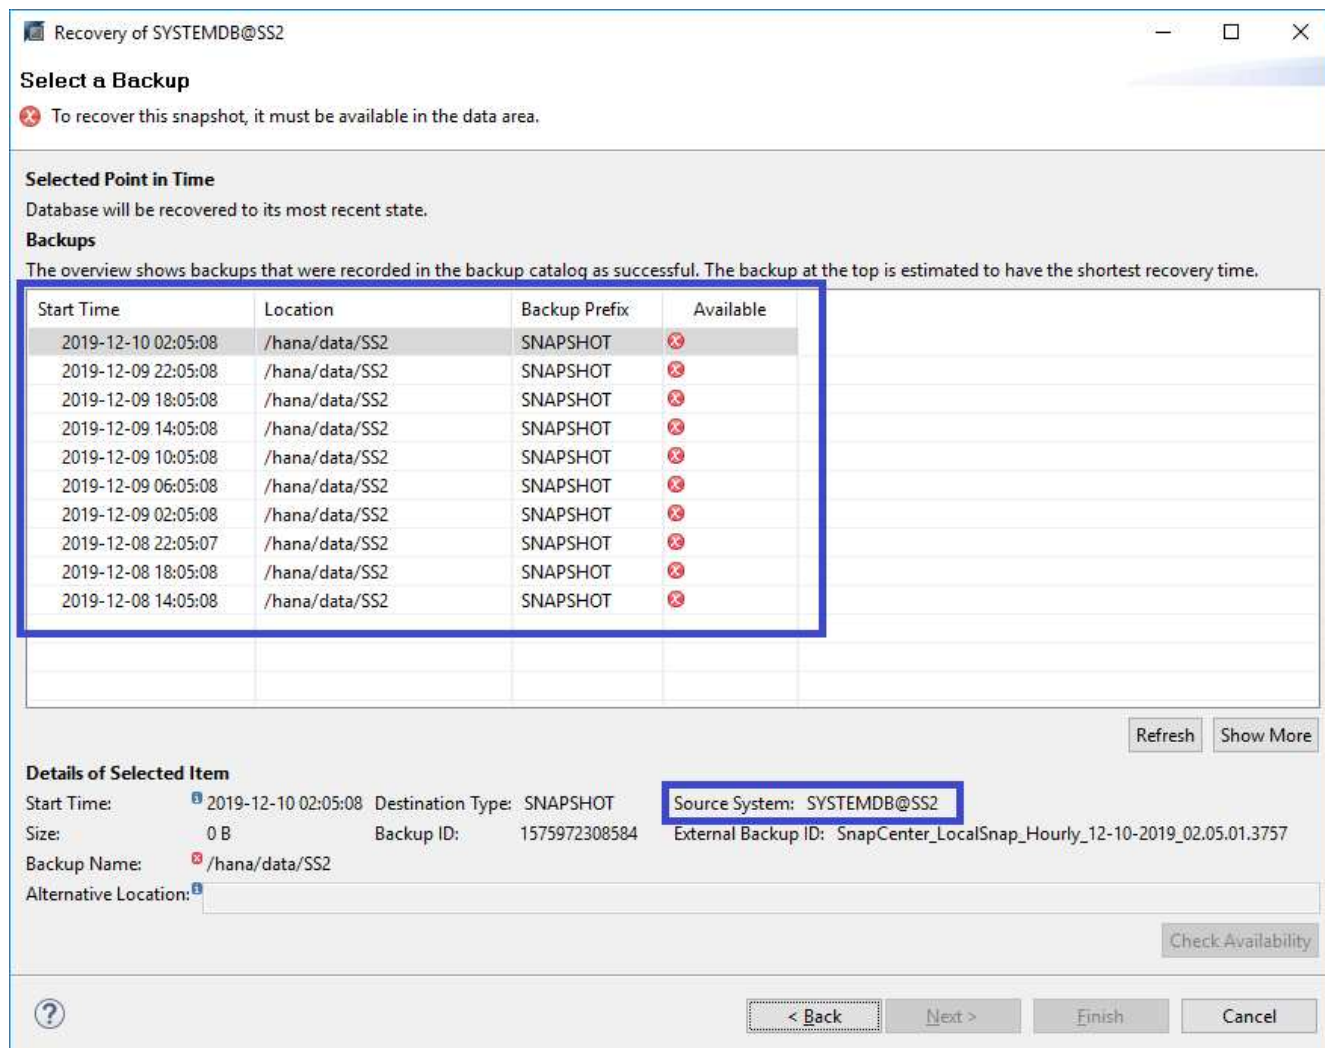 Recovery of SYSTEMDB@SS2
Select a Backup
To recover this snapshot, it must be available in the data area.
Selected Point in Time
Database will be recovered to its most recent state.
Backups
The overview shows backups that were recorded in the backup catalog as successful. The backup at the top is estimated to have the shortest recovery time.
Start Time Location Backup Prefix Available
2019-12-10 02:05:08 /hana/data/SS2 SNAPSHOT
2019-12-09 22:05:08 /hana/data/SS2 SNAPSHOT
2019-12-09 18:05:08 /hana/data/SS2 SNAPSHOT
2019-12-09 14:05:08 /hana/data/SS2 SNAPSHOT
2019-12-09 10:05:08 /hana/data/SS2 SNAPSHOT
2019-12-09 06:05:08 /hana/data/SS2 SNAPSHOT
2019-12-09 02:05:08 /hana/data/SS2 SNAPSHOT
2019-12-08 22:05:07 /hana/data/SS2 SNAPSHOT
2019-12-08 18:05:08 /hana/data/SS2 SNAPSHOT
2019-12-08 14:05:08 /hana/data/SS2 SNAPSHOT
Refresh Show More
Details of Selected Item
Start Time: 2019-12-10 02:05:08 Destination Type: SNAPSHOT Source System: SYSTEMDB@SS2
Size: 0 B Backup ID: 1575972308584 External Backup ID: SnapCenter_LocalSnap_Hourly_12-10-2019_02.05.01.3757
Backup Name: /hana/data/SS2
Alternative Location:
Check Availability
? < Back Next > Finish Cancel